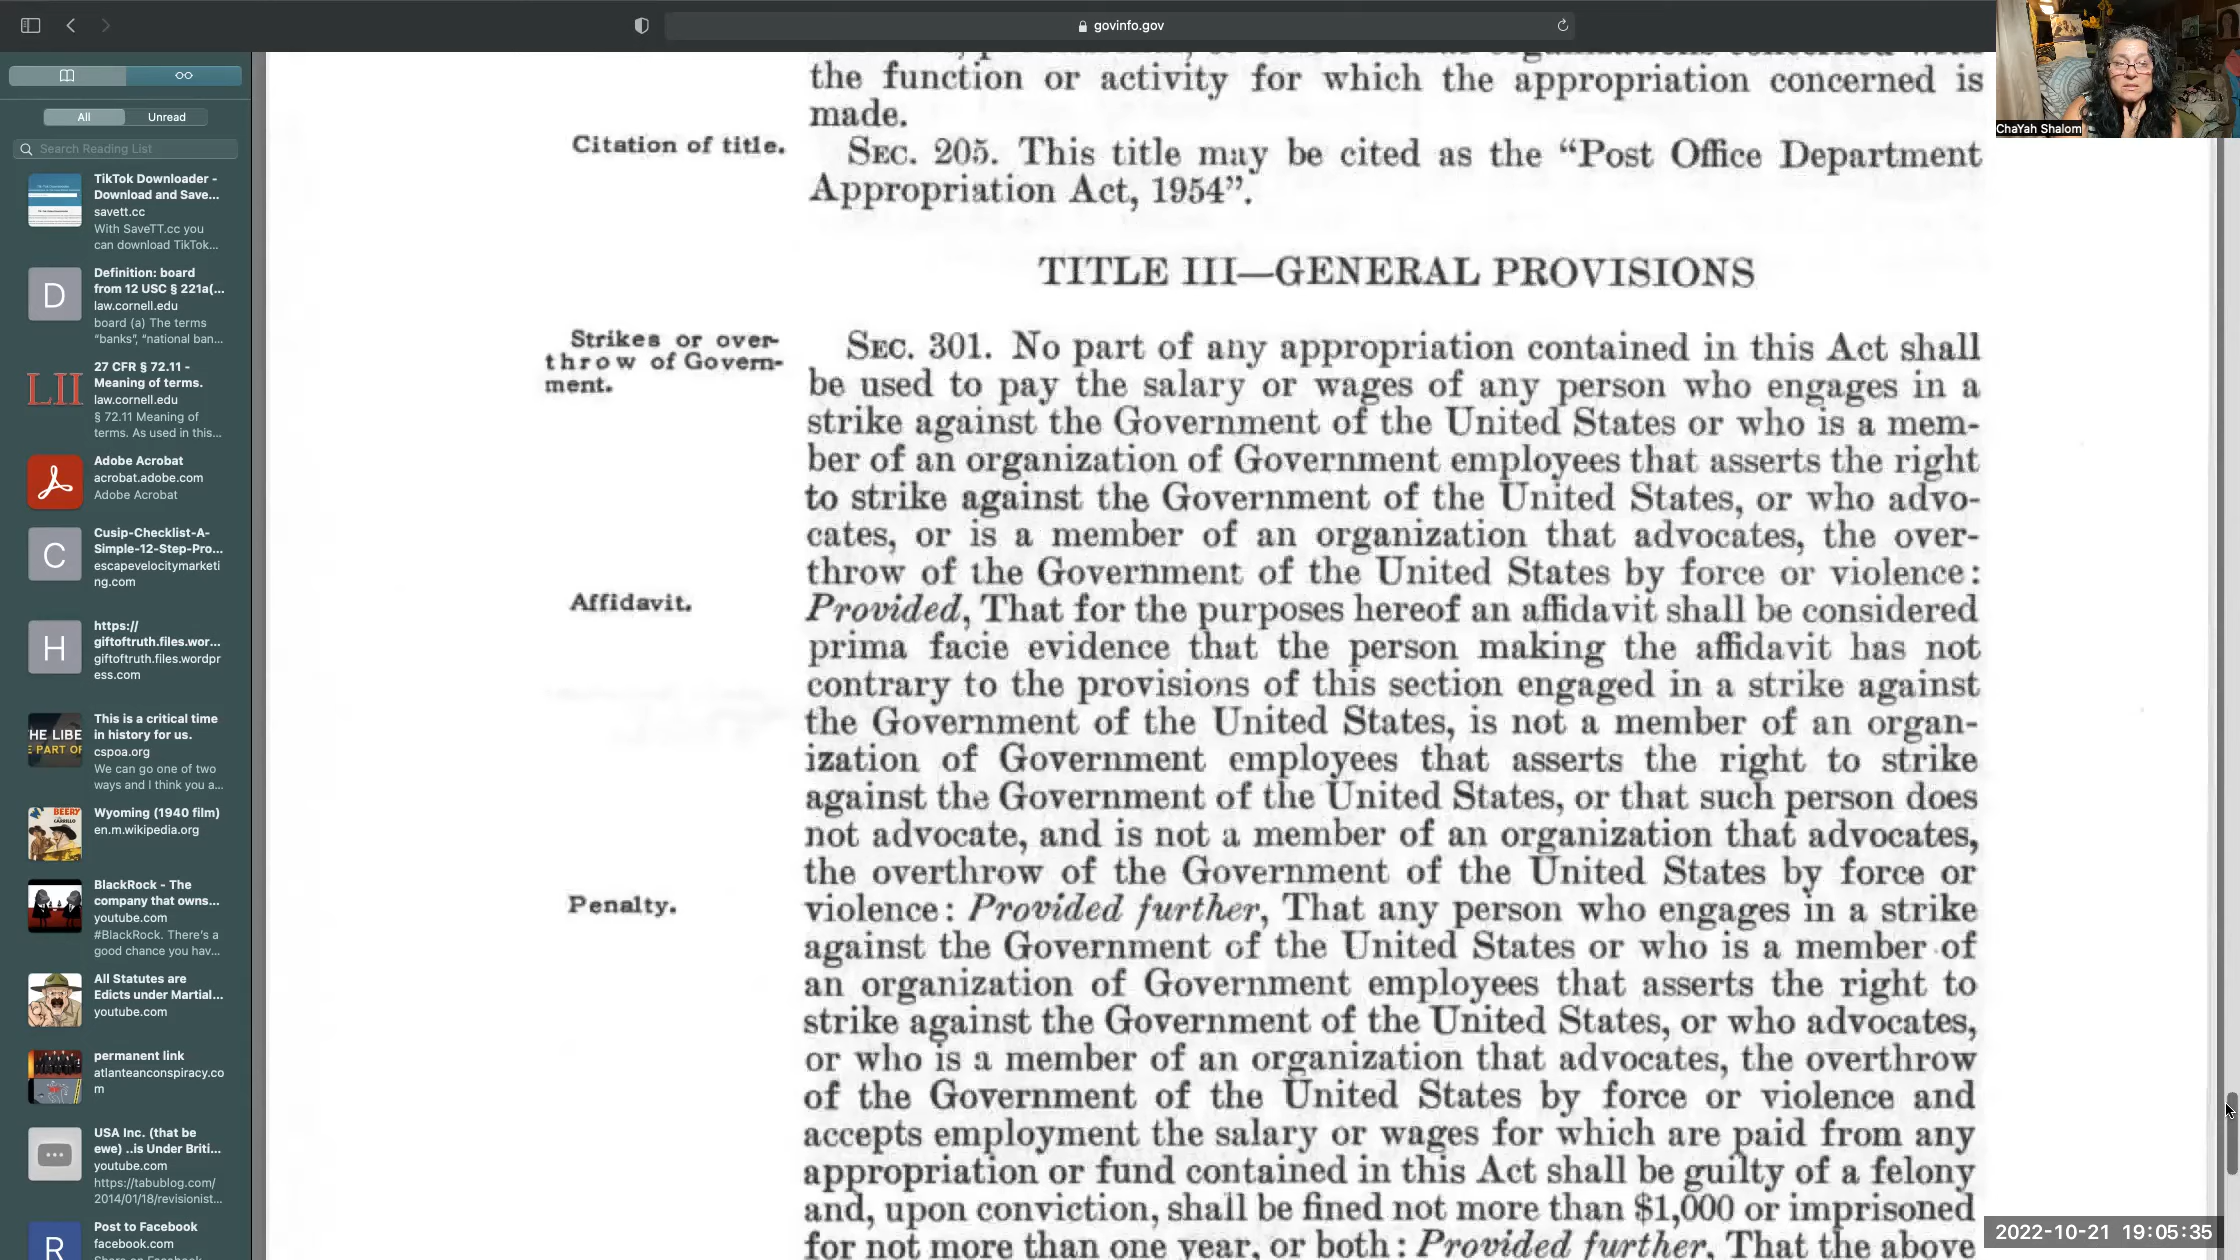 govinfo.gov
ChaYah Shalom
All
Unread
Search Reading List
TikTok Downloader -
Download and Save...
savett.cc
With SaveTT.cc you
can download TikTok...
D
Definition: board
from 12 USC § 221a(...
law.cornell.edu
board (a) The terms
“banks”, “national ban...
LII
27 CFR § 72.11 -
Meaning of terms.
law.cornell.edu
§ 72.11 Meaning of
terms. As used in this...
Adobe Acrobat
acrobat.adobe.com
Adobe Acrobat
C
Cusip-Checklist-A-
Simple-12-Step-Pro...
escapevelocitymarketi
ng.com
H
https://
giftoftruth.files.wor...
giftoftruth.files.wordpr
ess.com
HE LIBE
E PART OF
This is a critical time
in history for us.
cspoa.org
We can go one of two
ways and I think you a...
BEERY
Wyoming (1940 film)
en.m.wikipedia.org
BlackRock - The
company that owns...
youtube.com
#BlackRock. There's a
good chance you hav...
All Statutes are
Edicts under Martial...
youtube.com
permanent link
atlanteanconspiracy.co
m
USA Inc. (that be
ewe) ..is Under Briti...
youtube.com
https://tabublog.com/
2014/01/18/revisionist...
R
Post to Facebook
facebook.com
the function or activity for which the appropriation concerned is
made.
Citation of title.
SEC. 205. This title may be cited as the “Post Office Department
Appropriation Act, 1954”.
TITLE III—GENERAL PROVISIONS
Strikes or over-
throw of Govern-
ment.
SEC. 301. No part of any appropriation contained in this Act shall
be used to pay the salary or wages of any person who engages in a
strike against the Government of the United States or who is a mem-
ber of an organization of Government employees that asserts the right
to strike against the Government of the United States, or who advo-
cates, or is a member of an organization that advocates, the over-
throw of the Government of the United States by force or violence:
Affidavit.
Provided, That for the purposes hereof an affidavit shall be considered
prima facie evidence that the person making the affidavit has not
contrary to the provisions of this section engaged in a strike against
the Government of the United States, is not a member of an organ-
ization of Government employees that asserts the right to strike
against the Government of the United States, or that such person does
not advocate, and is not a member of an organization that advocates,
the overthrow of the Government of the United States by force or
Penalty.
violence: Provided further, That any person who engages in a strike
against the Government of the United States or who is a member of
an organization of Government employees that asserts the right to
strike against the Government of the United States, or who advocates,
or who is a member of an organization that advocates, the overthrow
of the Government of the United States by force or violence and
accepts employment the salary or wages for which are paid from any
appropriation or fund contained in this Act shall be guilty of a felony
and, upon conviction, shall be fined not more than $1,000 or imprisoned
for not more than one year, or both: Provided further, That the above
2022-10-21 19:05:35